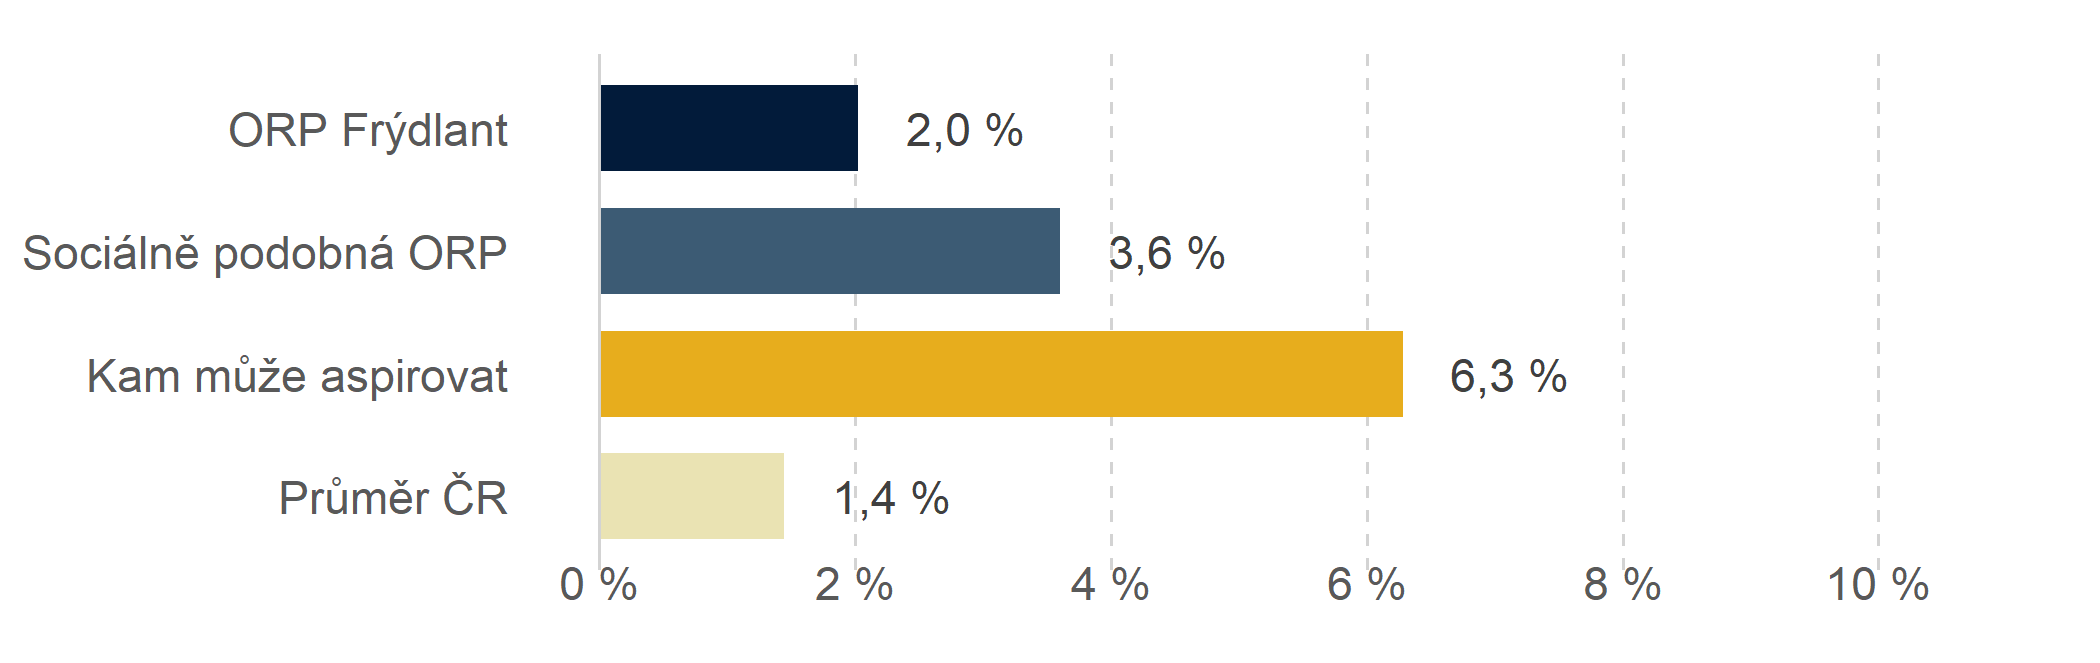 ORP Frýdlant 2,0 %
Sociálně podobná ORP 3,6 %
Kam může aspirovat 6,3 %
Průměr ČR 1,4 %
0 % 2 % 4 % 6 % 8 % 10 %